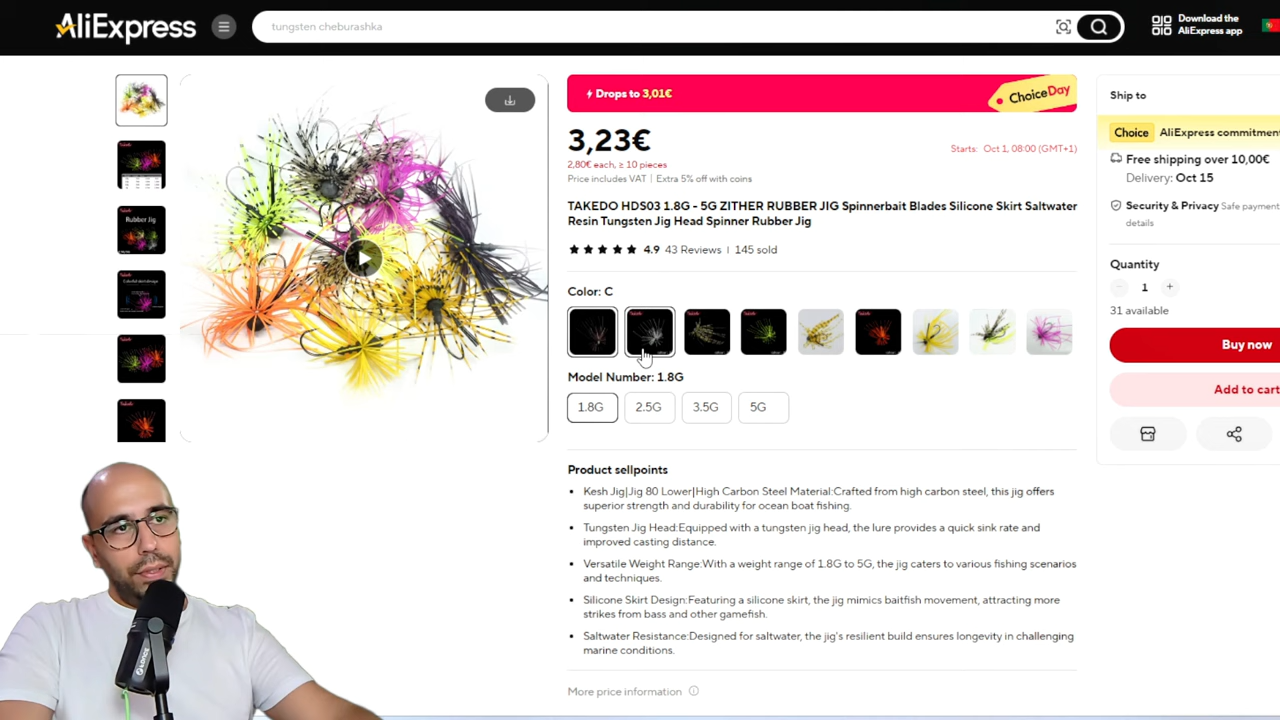 AliExpress
tungsten cheburashka
Download the
AliExpress app
Drops to 3,01€
ChoiceDay
3,23€
Starts: Oct 1, 08:00 (GMT+1)
2,80€ each, ≥ 10 pieces
Price includes VAT | Extra 5% off with coins
TAKEDO HDS03 1.8G - 5G ZITHER RUBBER JIG Spinnerbait Blades Silicone Skirt Saltwater
Resin Tungsten Jig Head Spinner Rubber Jig
4.9 43 Reviews | 145 sold
Color: C
Model Number: 1.8G
1.8G
2.5G
3.5G
5G
Product sellpoints
Kesh Jig|Jig 80 Lower|High Carbon Steel Material:Crafted from high carbon steel, this jig offers
superior strength and durability for ocean boat fishing.
Tungsten Jig Head:Equipped with a tungsten jig head, the lure provides a quick sink rate and
improved casting distance.
Versatile Weight Range:With a weight range of 1.8G to 5G, the jig caters to various fishing scenarios
and techniques.
Silicone Skirt Design:Featuring a silicone skirt, the jig mimics baitfish movement, attracting more
strikes from bass and other gamefish.
Saltwater Resistance:Designed for saltwater, the jig's resilient build ensures longevity in challenging
marine conditions.
More price information
Ship to
Choice AliExpress commitmen
Free shipping over 10,00€
Delivery: Oct 15
Security & Privacy Safe payment
details
Quantity
1
31 available
Buy now
Add to cart
Rubber Jig